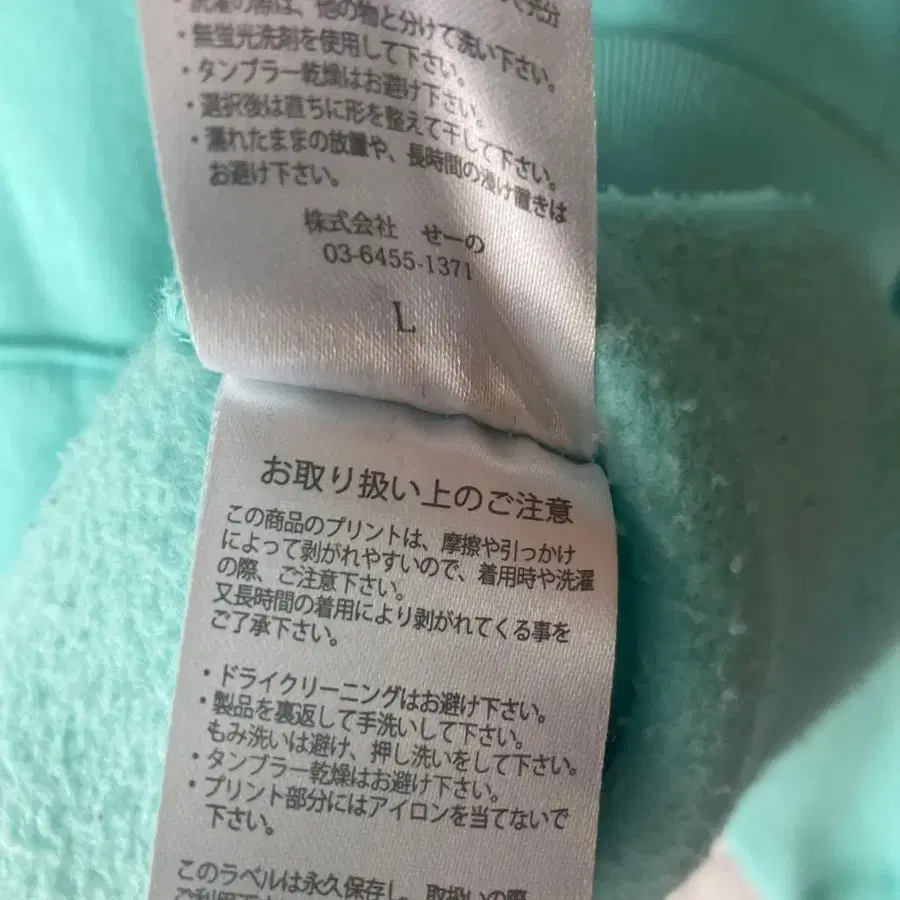 ・洗濯の際は、他の物と分けて洗い下さい。
・無蛍光洗剤を使用して下さい。
・タンブラー乾燥はお避け下さい。
・選択後は直ちに形を整えて干して下さい。
・濡れたままの放置や、長時間の浸け置きは
お避け下さい。
株式会社 せーの
03-6455-1371
L
お取り扱い上のご注意
この商品のプリントは、摩擦や引っかけ
によって剥がれやすいので、着用時や洗濯
の際、ご注意下さい。
又長時間の着用により剥がれてくる事を
ご了承下さい。
・ドライクリーニングはお避け下さい。
・製品を裏返して手洗いして下さい。
もみ洗いは避け、押し洗いをして下さい。
・タンブラー乾燥はお避け下さい。
・プリント部分にはアイロンを当てないで
下さい。
このラベルは永久保存し、取扱いの際